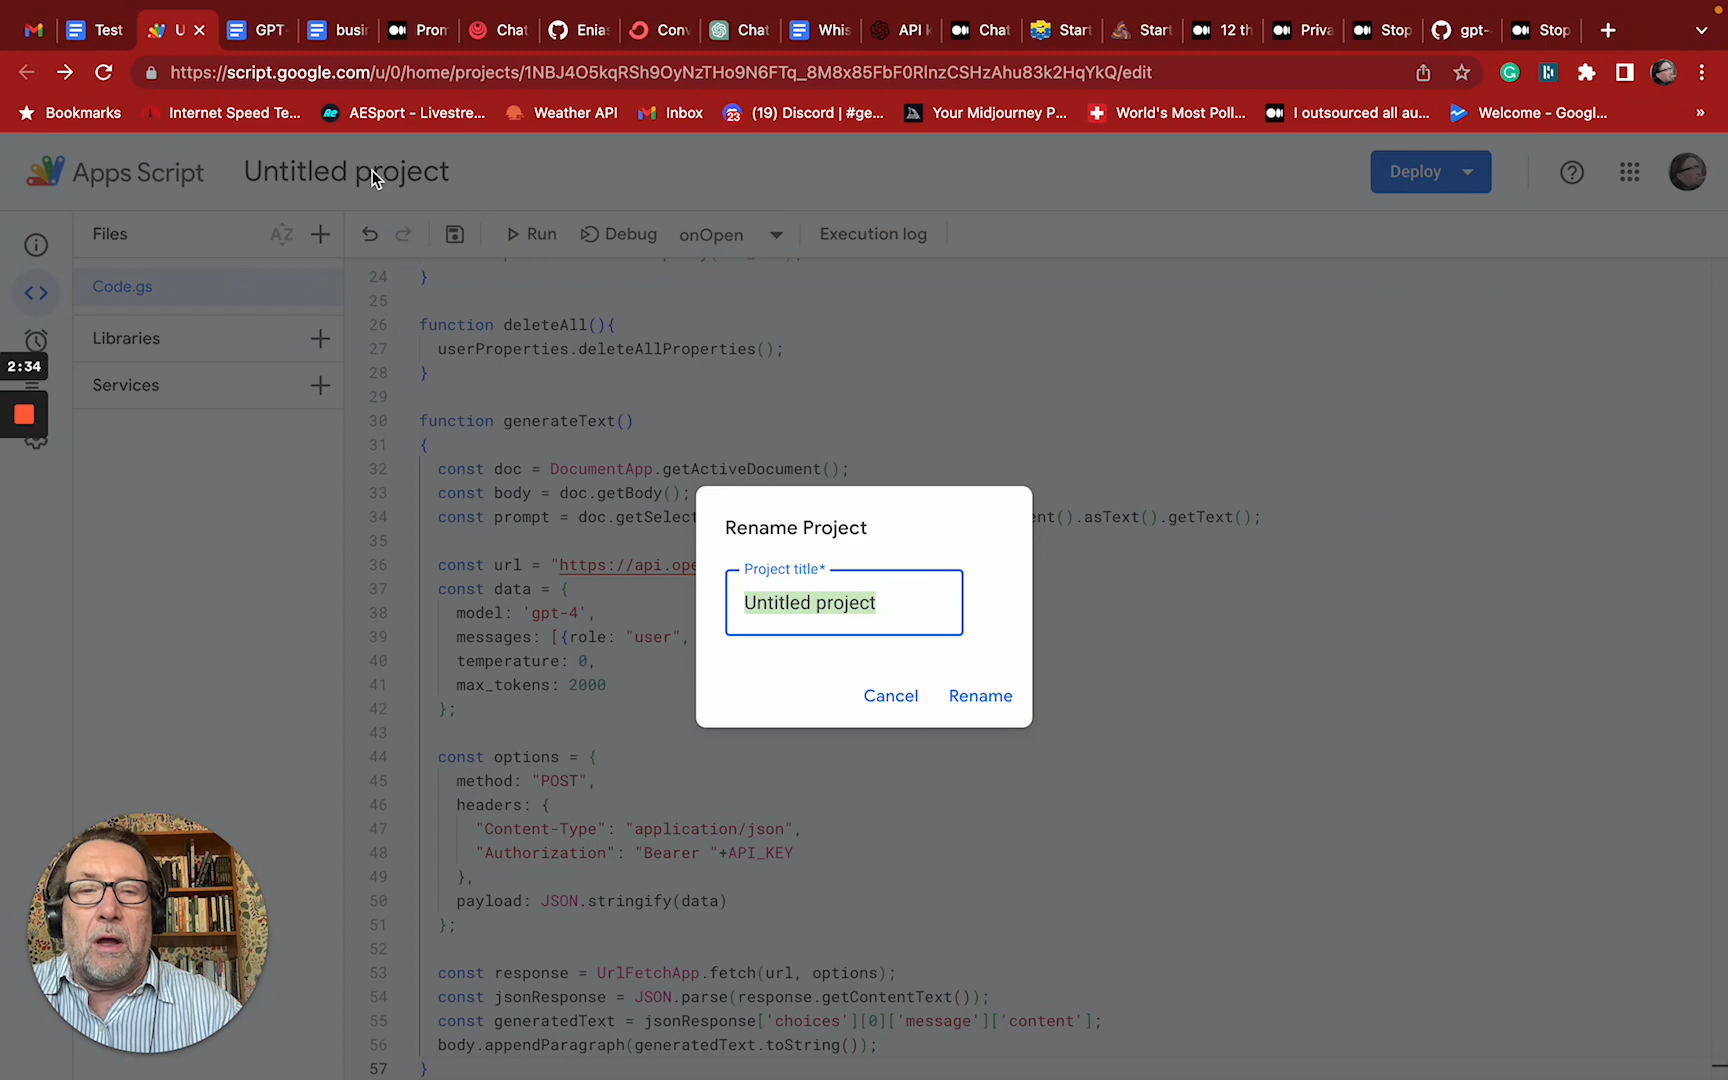 Test
U
GPT-
busi
Prom
Chat
Enia
Conv
Chat
Whis
API k
Chat
Start
Start
12 th
Priva
Stop
gpt-
Stop
https://script.google.com/u/0/home/projects/1NBJ4O5kqRSh9OyNzTHo9N6FTq_8M8x85FbF0RlnzCSHzAhu83k2HqYkQ/edit
Bookmarks
Internet Speed Te...
AESport - Livestre...
Weather API
Inbox
23
(19) Discord | #ge...
Your Midjourney P...
World's Most Poll...
I outsourced all au...
Welcome - Googl...
»
Apps Script
Untitled project
Deploy
Files
AZ
Run
Debug
onOpen
Execution log
Code.gs
Libraries
Services
2:34
24 }
25
26 function deleteAll(){
27 userProperties.deleteAllProperties();
28 }
29
30 function generateText()
31 {
32 const doc = DocumentApp.getActiveDocument();
33 const body = doc.getBody();
34 const prompt = doc.getSelect ent().asText().getText();
35
36 const url = "https://api.ope
37 const data = {
38 model: 'gpt-4',
39 messages: [{role: "user",
40 temperature: 0,
41 max_tokens: 2000
42 };
43
44 const options = {
45 method: "POST",
46 headers: {
47 "Content-Type": "application/json",
48 "Authorization": "Bearer "+API_KEY
49 },
50 payload: JSON.stringify(data)
51 };
52
53 const response = UrlFetchApp.fetch(url, options);
54 const jsonResponse = JSON.parse(response.getContentText());
55 const generatedText = jsonResponse['choices'][0]['message']['content'];
56 body.appendParagraph(generatedText.toString());
57 }
Rename Project
Project title*
Untitled project
Cancel
Rename